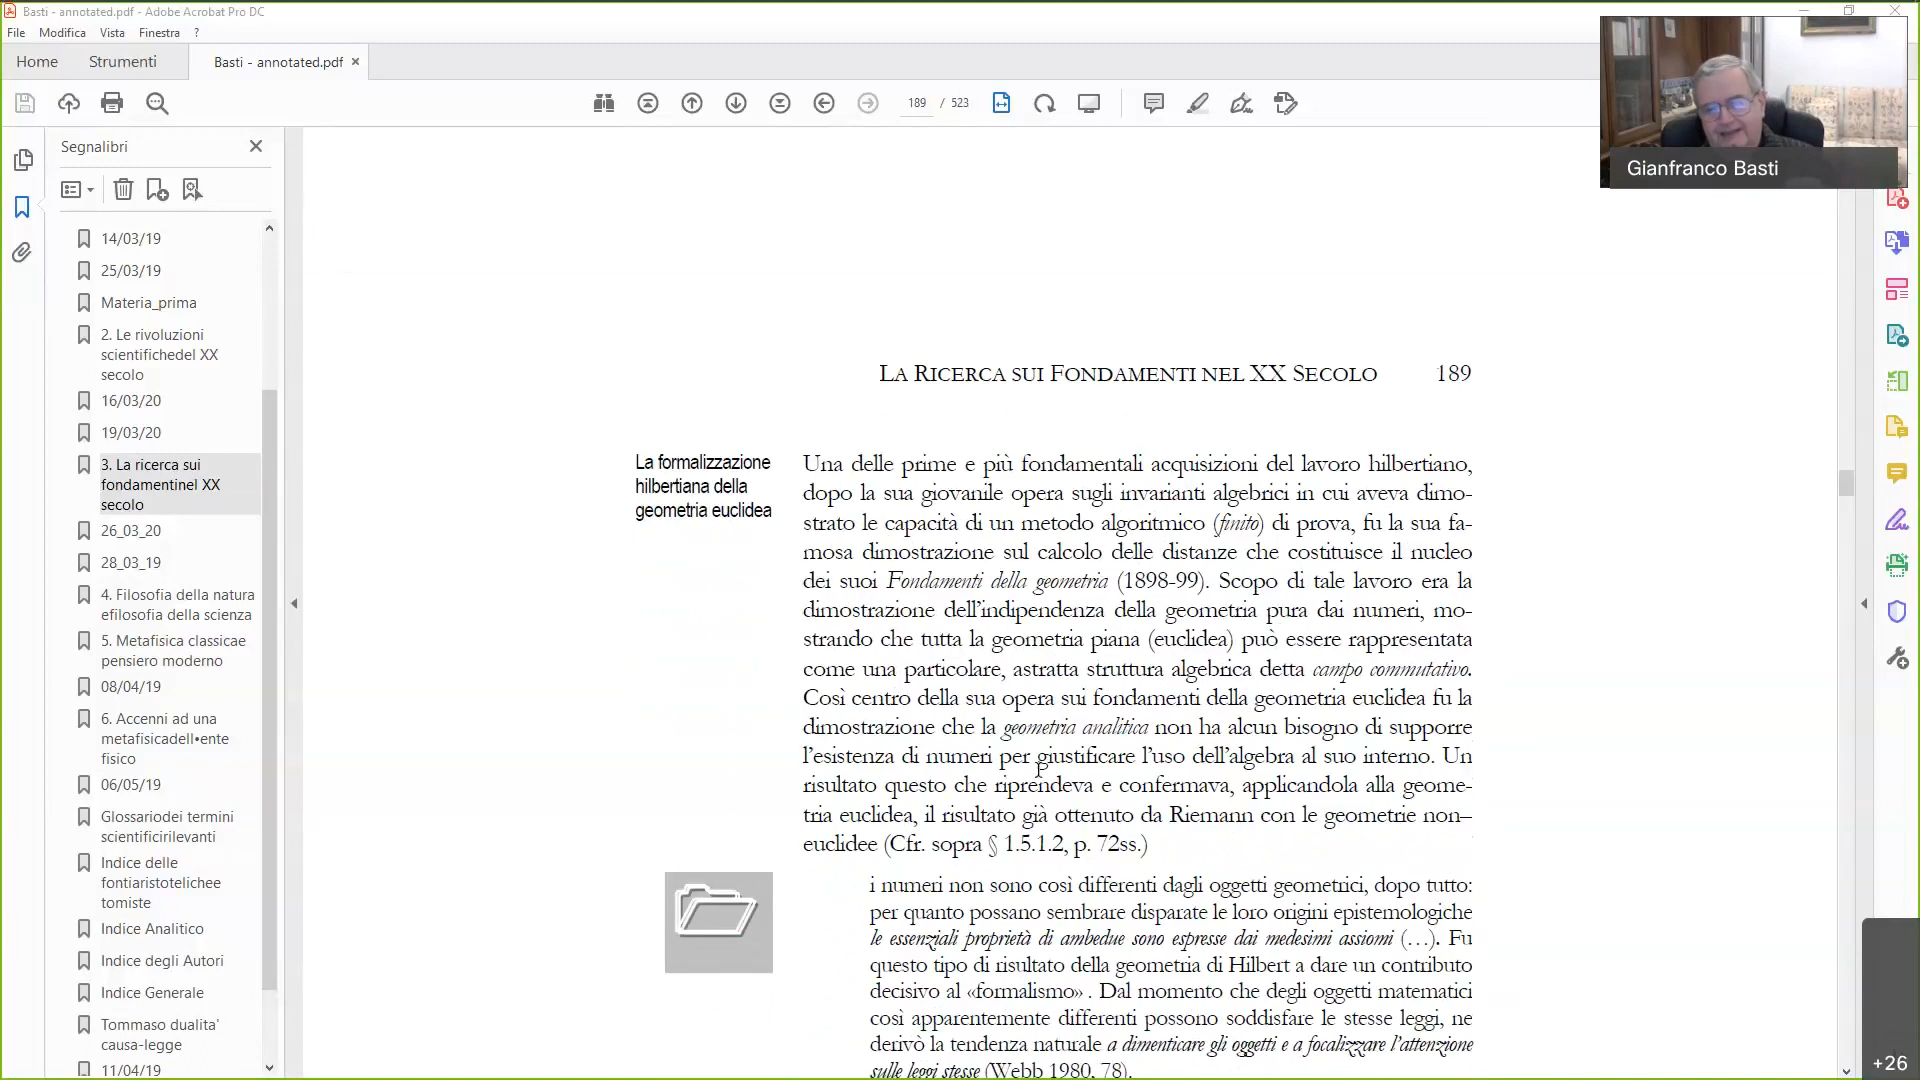 Basti - annotated.pdf - Adobe Acrobat Pro DC
File Modifica Vista Finestra ?
Home Strumenti Basti - annotated.pdf ×
189 / 523
Gianfranco Basti
Segnalibri
14/03/19
25/03/19
Materia_prima
2. Le rivoluzioni
scientifichedel XX
secolo
16/03/20
19/03/20
3. La ricerca sui
fondamentinel XX
secolo
26_03_20
28_03_19
4. Filosofia della natura
efilosofia della scienza
5. Metafisica classicae
pensiero moderno
08/04/19
6. Accenni ad una
metafisicadell•ente
fisico
06/05/19
Glossariodei termini
scientificirilevanti
Indice delle
fontiaristotelichee
tomiste
Indice Analitico
Indice degli Autori
Indice Generale
Tommaso dualita'
causa-legge
11/04/19
LA RICERCA SUI FONDAMENTI NEL XX SECOLO 189
La formalizzazione
hilbertiana della
geometria euclidea
Una delle prime e più fondamentali acquisizioni del lavoro hilbertiano,
dopo la sua giovanile opera sugli invarianti algebrici in cui aveva dimo-
strato le capacità di un metodo algoritmico (finito) di prova, fu la sua fa-
mosa dimostrazione sul calcolo delle distanze che costituisce il nucleo
dei suoi Fondamenti della geometria (1898-99). Scopo di tale lavoro era la
dimostrazione dell'indipendenza della geometria pura dai numeri, mo-
strando che tutta la geometria piana (euclidea) può essere rappresentata
come una particolare, astratta struttura algebrica detta campo commutativo.
Così centro della sua opera sui fondamenti della geometria euclidea fu la
dimostrazione che la geometria analitica non ha alcun bisogno di supporre
l'esistenza di numeri per giustificare l'uso dell'algebra al suo interno. Un
risultato questo che riprendeva e confermava, applicandola alla geome-
tria euclidea, il risultato già ottenuto da Riemann con le geometrie non–
euclidee (Cfr. sopra § 1.5.1.2, p. 72ss.)
i numeri non sono così differenti dagli oggetti geometrici, dopo tutto:
per quanto possano sembrare disparate le loro origini epistemologiche
le essenziali proprietà di ambedue sono espresse dai medesimi assiomi (…). Fu
questo tipo di risultato della geometria di Hilbert a dare un contributo
decisivo al «formalismo» . Dal momento che degli oggetti matematici
così apparentemente differenti possono soddisfare le stesse leggi, ne
derivò la tendenza naturale a dimenticare gli oggetti e a focalizzare l'attenzione
sulle leggi stesse (Webb 1980, 78).
+26